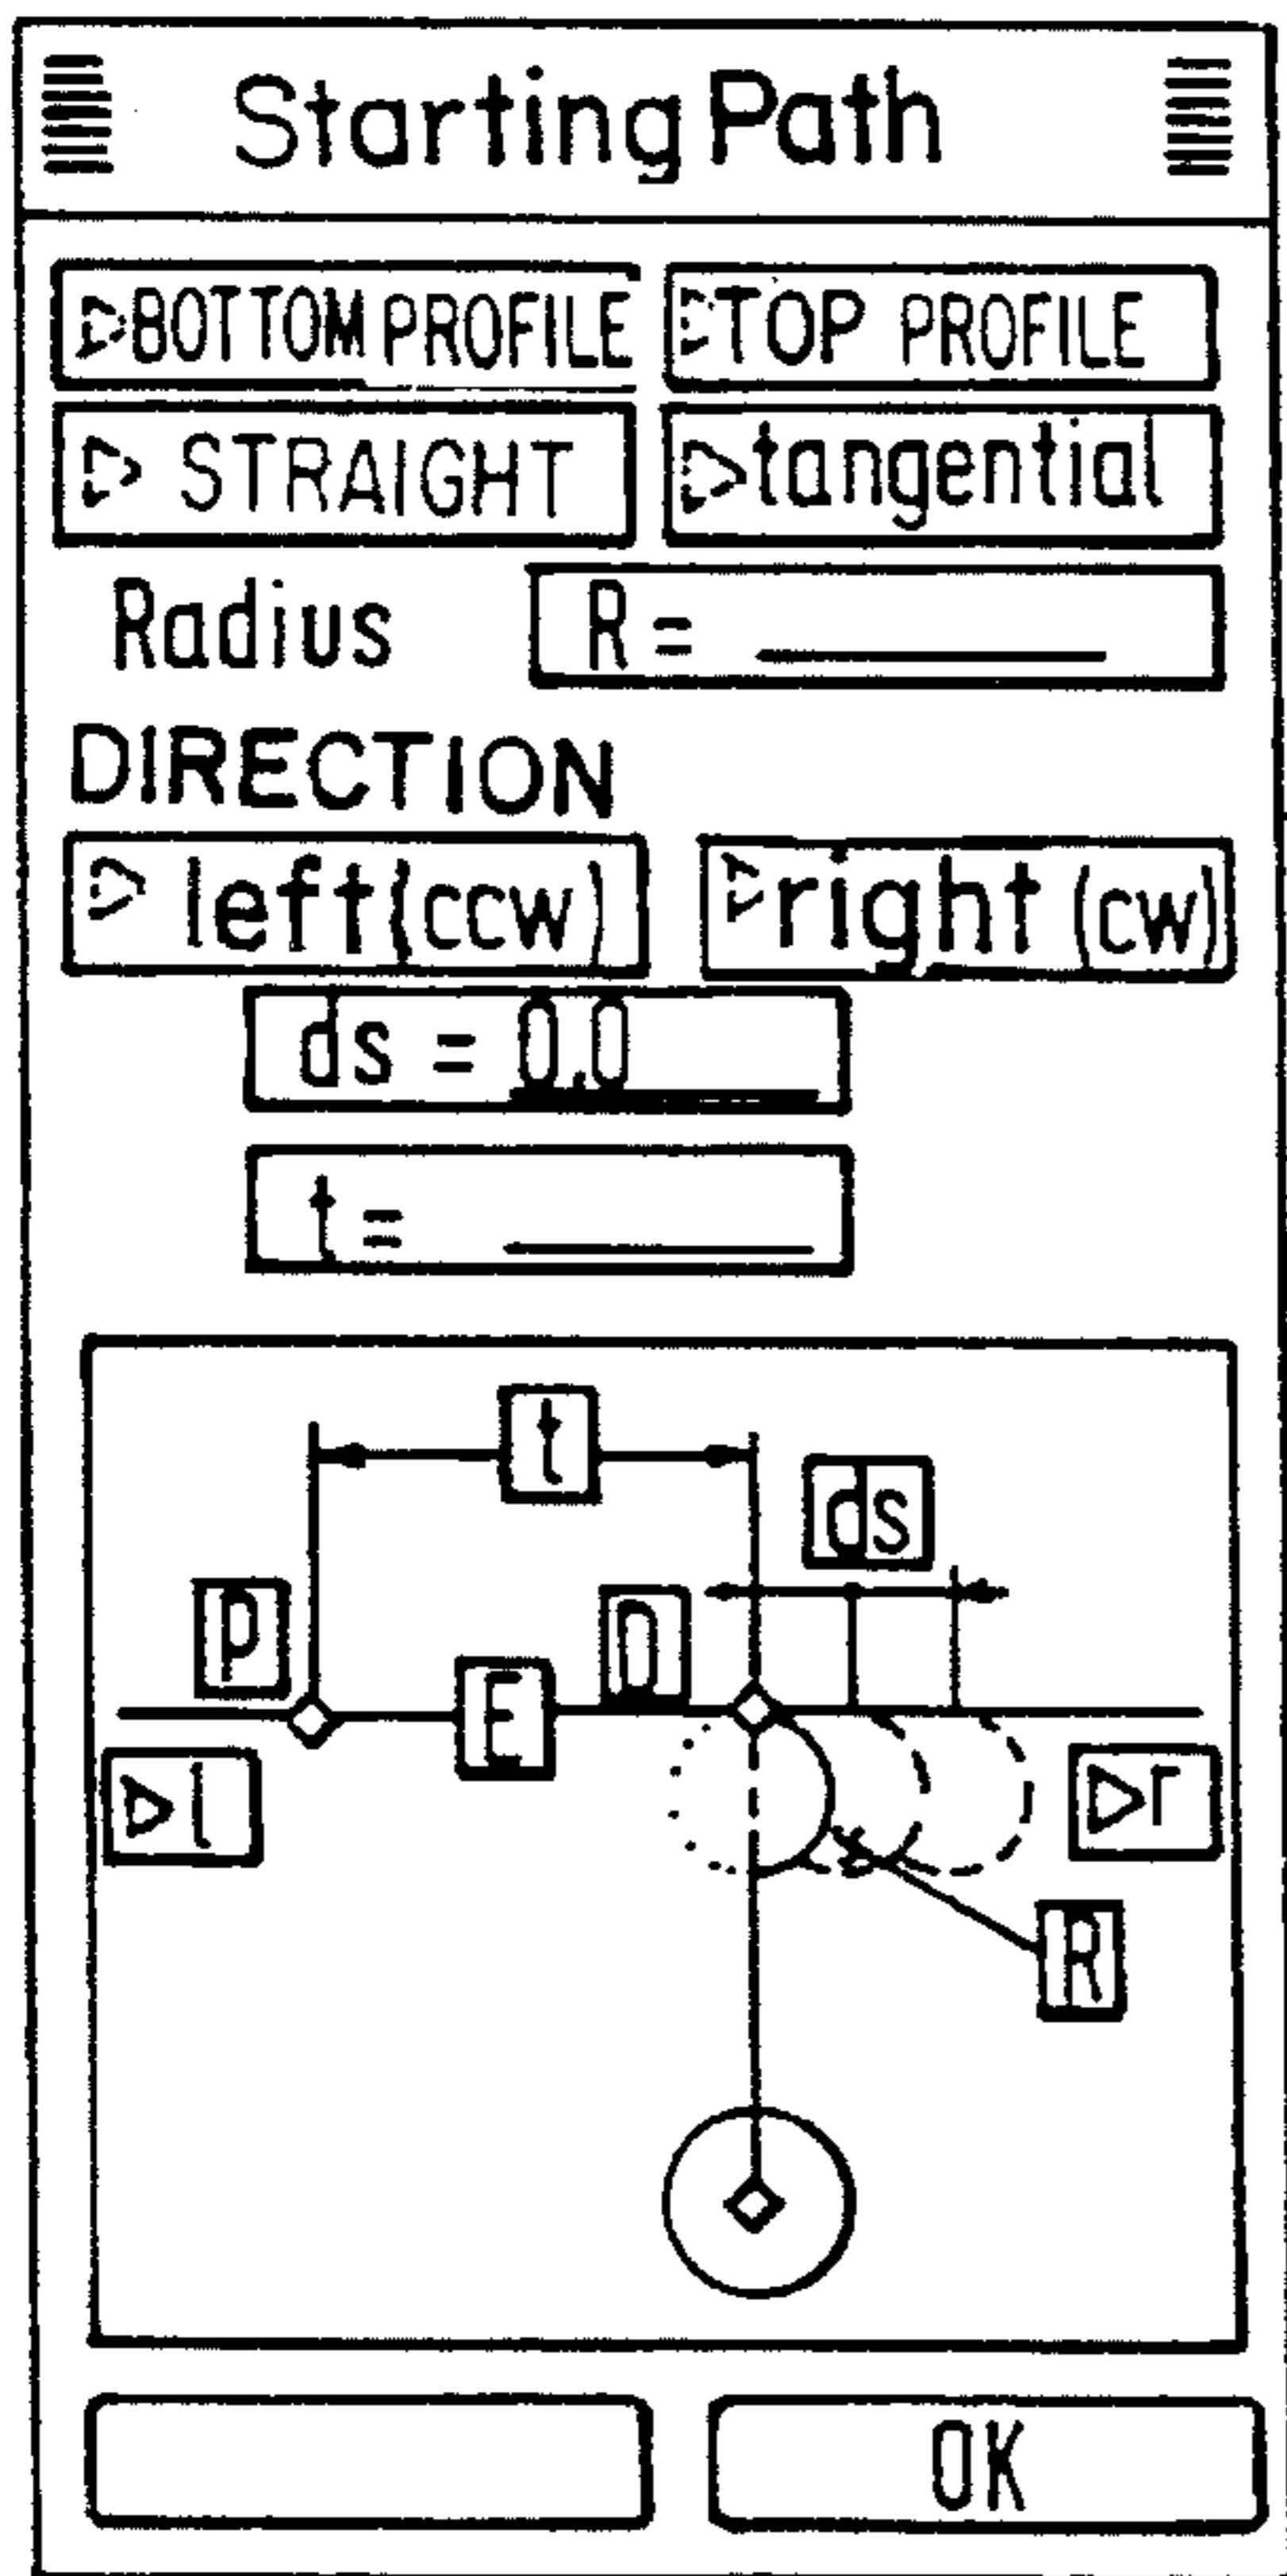 Starting Path
BOTTOM PROFILE TOP PROFILE
STRAIGHT tangential
Radius R =
DIRECTION
left (ccw) right (cw)
ds = 0.0
t =
t
ds
P
E
l r
R
OK